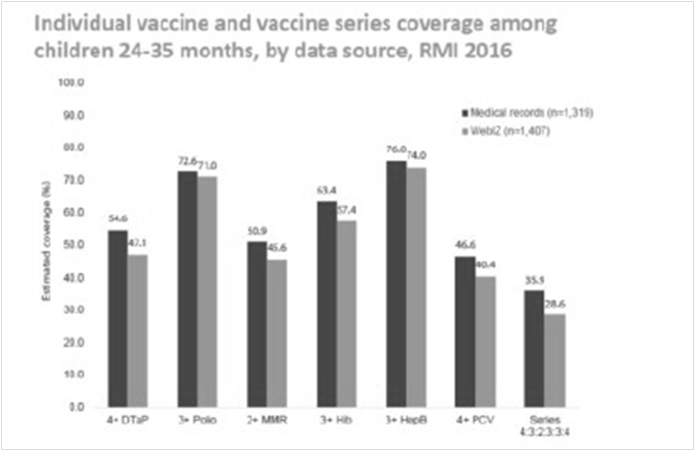 Individual vaccine and vaccine series coverage among
children 24-35 months, by data source, RMI 2016
100.0
90.0
80.0
70.0
60.0
50.0
40.0
30.0
20.0
10.0
0.0
Estimated coverage (%)
Medical records (n=1,319)
WebIZ (n=1,407)
54.6
47.1
72.6
71.0
50.9
45.6
63.4
57.4
76.0
74.0
46.6
40.4
28.6
4+ DTaP
3+ Polio
2+ MMR
3+ Hib
3+ HepB
4+ PCV
Series
4:3:2:3:3:4